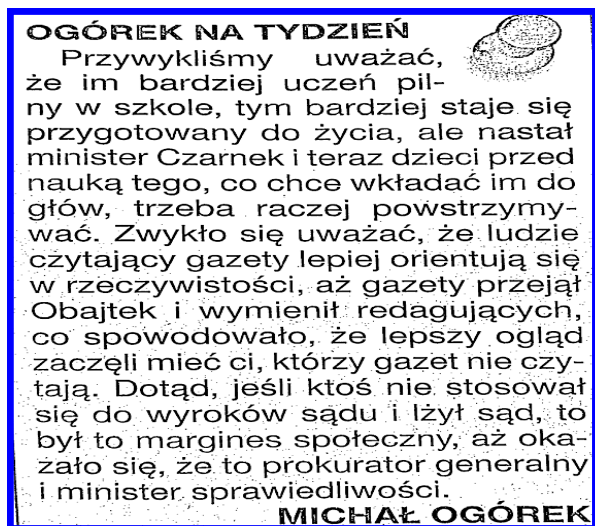 OGÓREK NA TYDZIEŃ
Przywykliśmy uważać,
że im bardziej uczeń pil-
ny w szkole, tym bardziej staje się
przygotowany do życia, ale nastał
minister Czarnek i teraz dzieci przed
nauką tego, co chce wkładać im do
głów, trzeba raczej powstrzymy-
wać. Zwykło się uważać, że ludzie
czytający gazety lepiej orientują się
w rzeczywistości, aż gazety przejął
Obajtek i wymienił redagujących,
co spowodowało, że lepszy ogląd
zaczęli mieć ci, którzy gazet nie czy-
tają. Dotąd, jeśli ktoś nie stosował
się do wyroków sądu i lżył sąd, to
był to margines społeczny, aż oka-
zało się, że to prokurator generalny
i minister sprawiedliwości.
MICHAŁ OGÓREK